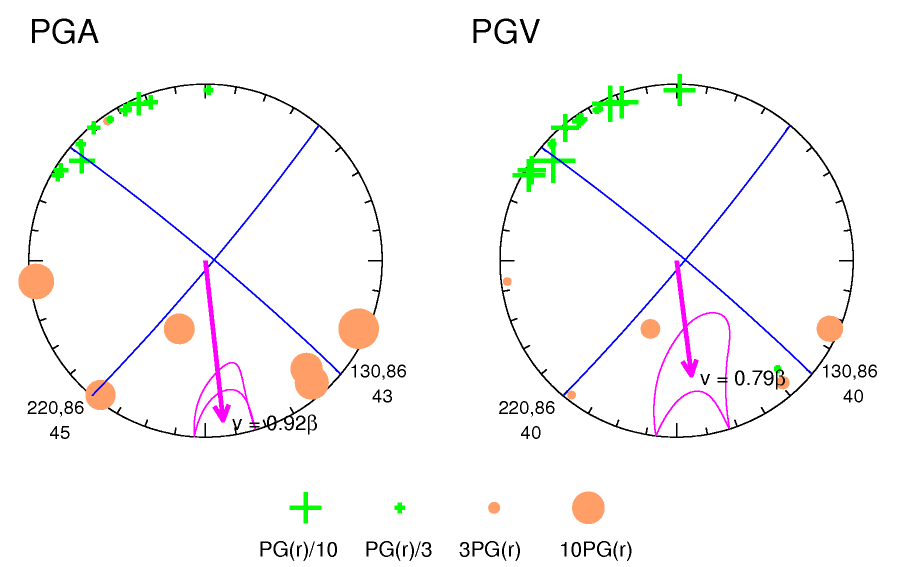 PGA
PGV
130,86
43
220,86
45
v = 0.92β
130,86
40
220,86
40
v = 0.79β
PG(r)/10 PG(r)/3 3PG(r) 10PG(r)